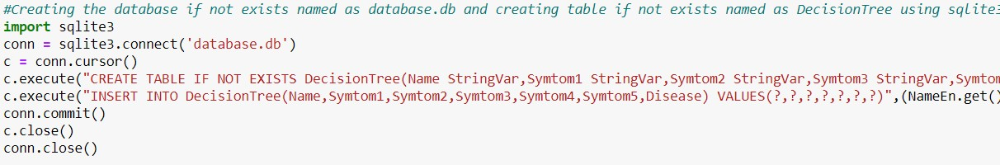 #Creating the database if not exists named as database.db and creating table if not exists named as DecisionTree using sqlite3
import sqlite3
conn = sqlite3.connect('database.db')
c = conn.cursor()
c.execute("CREATE TABLE IF NOT EXISTS DecisionTree(Name StringVar,Symtom1 StringVar,Symtom2 StringVar,Symtom3 StringVar,Symtom
c.execute("INSERT INTO DecisionTree(Name,Symtom1,Symtom2,Symtom3,Symtom4,Symtom5,Disease) VALUES(?,?,?,?,?,?,?)",(NameEn.get()
conn.commit()
c.close()
conn.close()